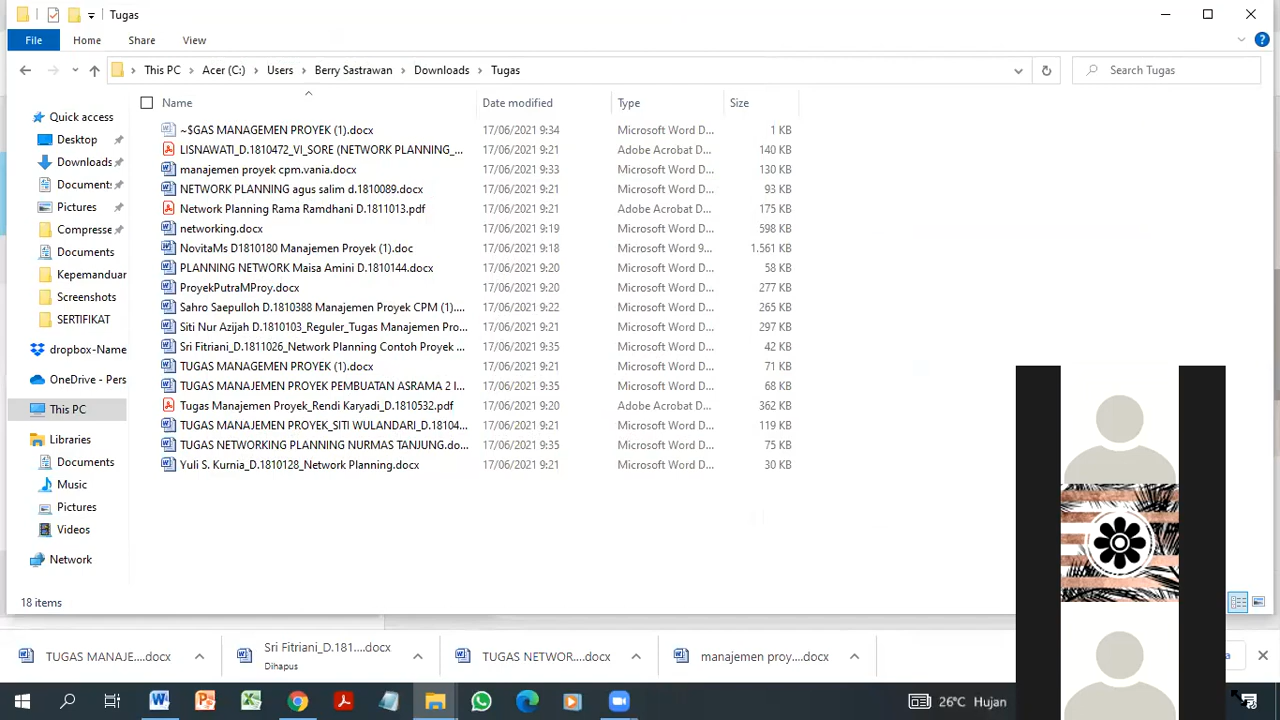 Tugas
File Home Share View
This PC Acer (C:) Users Berry Sastrawan Downloads Tugas
Search Tugas
Name Date modified Type Size
Quick access
Desktop
Downloads
Documents
Pictures
Compresse
Documents
Kepemanduar
Screenshots
SERTIFIKAT
dropbox-Name
OneDrive - Pers
This PC
Libraries
Documents
Music
Pictures
Videos
Network
~$GAS MANAGEMEN PROYEK (1).docx 17/06/2021 9:34 Microsoft Word D... 1 KB
LISNAWATI_D.1810472_VI_SORE (NETWORK PLANNING_... 17/06/2021 9:21 Adobe Acrobat D... 140 KB
manajemen proyek cpm.vania.docx 17/06/2021 9:33 Microsoft Word D... 130 KB
NETWORK PLANNING agus salim d.1810089.docx 17/06/2021 9:21 Microsoft Word D... 93 KB
Network Planning Rama Ramdhani D.1811013.pdf 17/06/2021 9:21 Adobe Acrobat D... 175 KB
networking.docx 17/06/2021 9:19 Microsoft Word D... 598 KB
NovitaMs D1810180 Manajemen Proyek (1).doc 17/06/2021 9:18 Microsoft Word 9... 1.561 KB
PLANNING NETWORK Maisa Amini D.1810144.docx 17/06/2021 9:20 Microsoft Word D... 58 KB
ProyekPutraMProy.docx 17/06/2021 9:20 Microsoft Word D... 277 KB
Sahro Saepulloh D.1810388 Manajemen Proyek CPM (1).... 17/06/2021 9:22 Microsoft Word D... 265 KB
Siti Nur Azijah D.1810103_Reguler_Tugas Manajemen Pro... 17/06/2021 9:21 Microsoft Word D... 297 KB
Sri Fitriani_D.1811026_Network Planning Contoh Proyek ... 17/06/2021 9:35 Microsoft Word D... 42 KB
TUGAS MANAGEMEN PROYEK (1).docx 17/06/2021 9:21 Microsoft Word D... 71 KB
TUGAS MANAJEMEN PROYEK PEMBUATAN ASRAMA 2 l... 17/06/2021 9:35 Microsoft Word D... 68 KB
Tugas Manajemen Proyek_Rendi Karyadi_D.1810532.pdf 17/06/2021 9:20 Adobe Acrobat D... 362 KB
TUGAS MANAJEMEN PROYEK_SITI WULANDARI_D.18104... 17/06/2021 9:21 Microsoft Word D... 119 KB
TUGAS NETWORKING PLANNING NURMAS TANJUNG.do... 17/06/2021 9:35 Microsoft Word D... 75 KB
Yuli S. Kurnia_D.1810128_Network Planning.docx 17/06/2021 9:21 Microsoft Word D... 30 KB
18 items
TUGAS MANAJE....docx
Sri Fitriani_D.181....docx
Dihapus
TUGAS NETWOR....docx
manajemen proy....docx
26°C Hujan